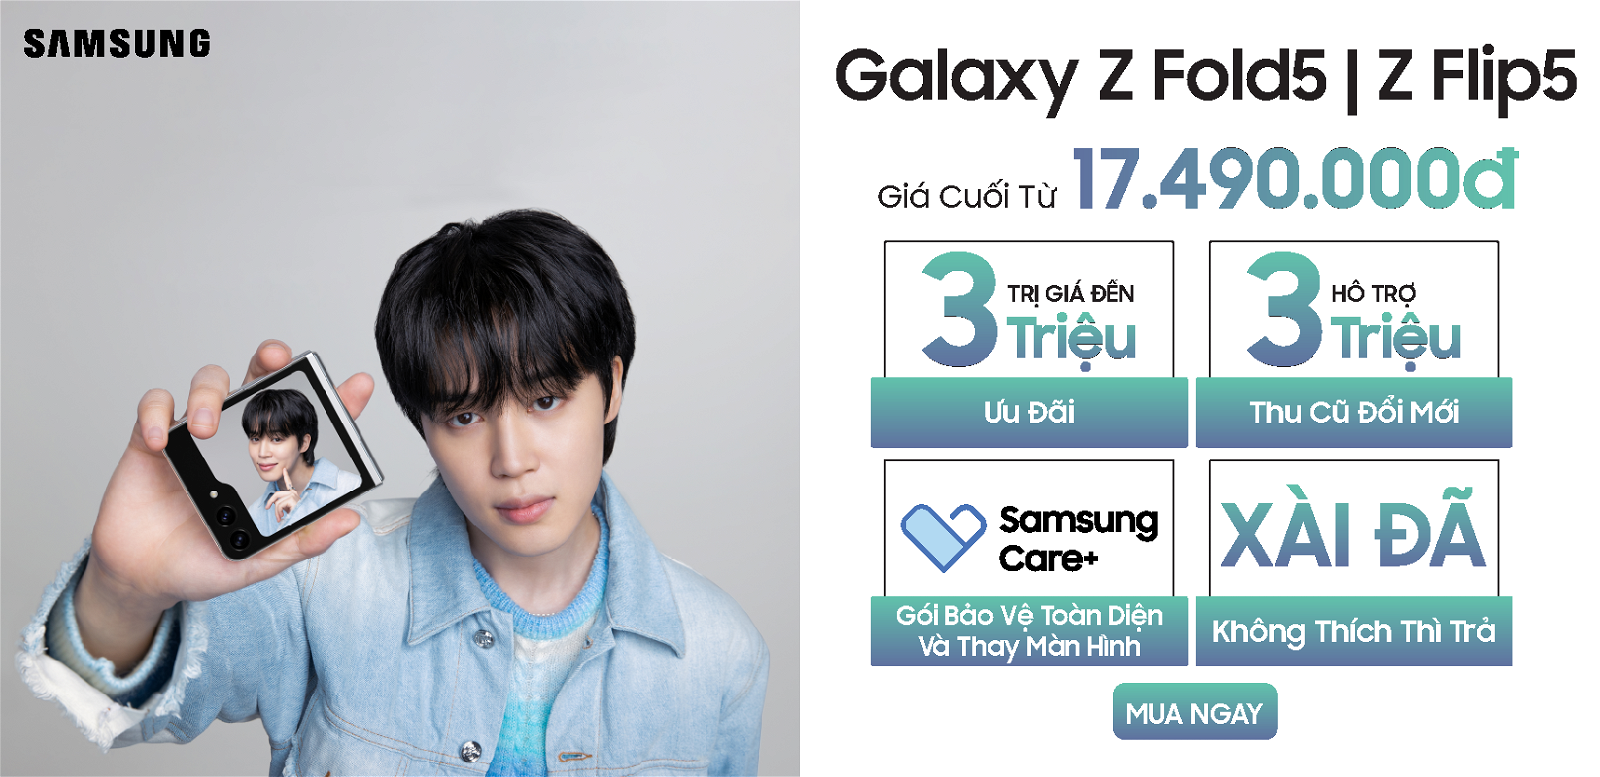 SAMSUNG
Galaxy Z Fold5 | Z Flip5
Giá Cuối Từ 17.490.000đ
3 TRỊ GIÁ ĐẾN
Triệu
Ưu Đãi
3 HÔ TRỢ
Triệu
Thu Cũ Đổi Mới
Samsung
Care+
Gói Bảo Vệ Toàn Diện
Và Thay Màn Hình
XÀI ĐÃ
Không Thích Thì Trả
MUA NGAY